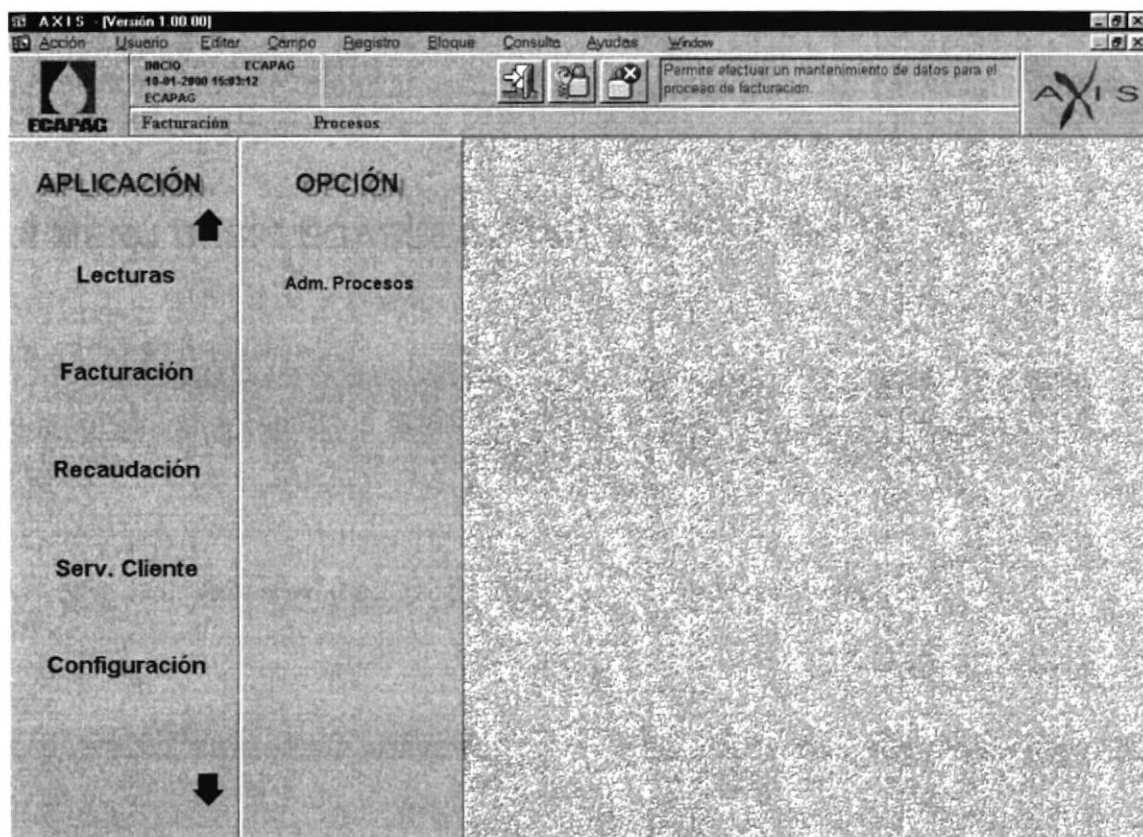 AXIS - [Versión 1.00.00]
Acción Usuario Editar Campo Registro Bloque Consulta Ayudas Window
INICIO ECAPAG
10-01-2000 15:03:12
ECAPAG
Permite efectuar un mantenimiento de datos para el
proceso de facturación.
ECAPAG
AXIS
Facturación Procesos
APLICACIÓN
OPCIÓN
Lecturas
Adm. Procesos
Facturación
Recaudación
Serv. Cliente
Configuración